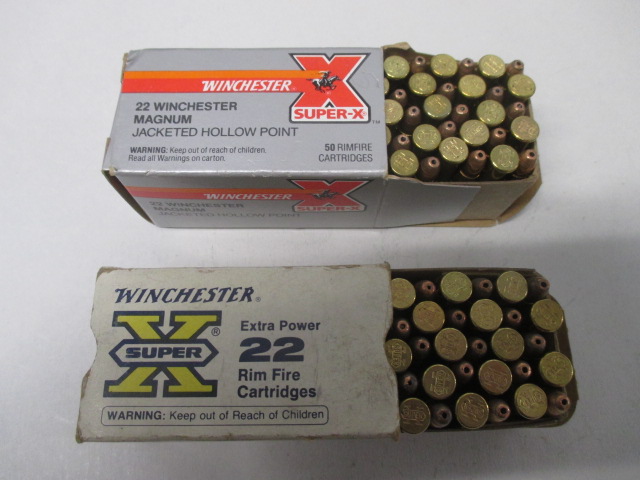 WINCHESTER
X
SUPER-X™
22 WINCHESTER
MAGNUM
JACKETED HOLLOW POINT
WARNING: Keep out of reach of children.
Read all Warnings on carton.
50 RIMFIRE
CARTRIDGES
WINCHESTER
22 WINCHESTER
MAGNUM
JACKETED HOLLOW POINT
SUPER-X
WINCHESTER®
X®
SUPER
Extra Power
22
Rim Fire
Cartridges
WARNING: Keep out of Reach of Children